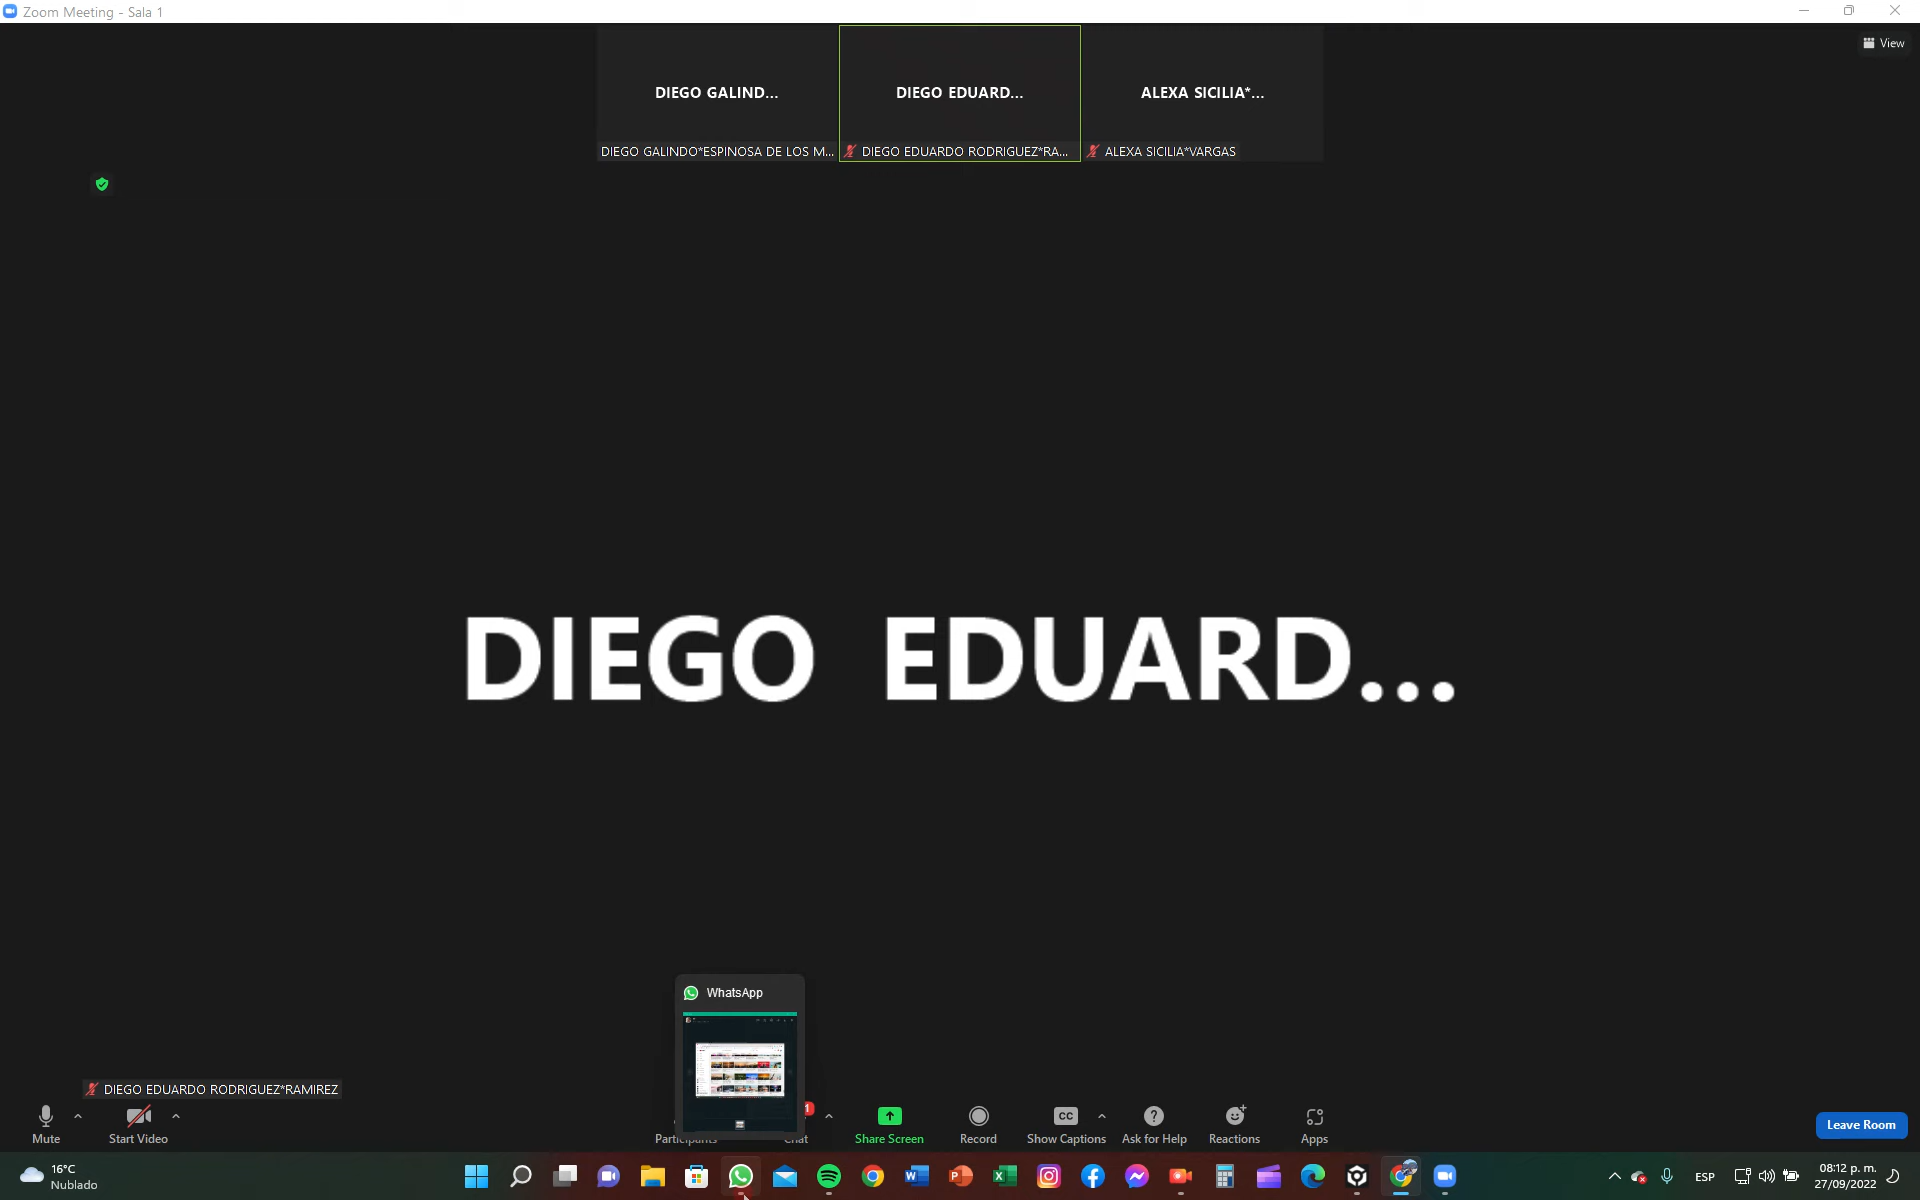 Zoom Meeting - Sala 1
View
DIEGO GALIND...
DIEGO EDUARD...
ALEXA SICILIA*...
DIEGO GALINDO*ESPINOSA DE LOS M...
DIEGO EDUARDO RODRIGUEZ*RA...
ALEXA SICILIA*VARGAS
DIEGO EDUARD...
WhatsApp
DIEGO EDUARDO RODRIGUEZ*RAMIREZ
1
CC
Mute
Start Video
Participants
Chat
Share Screen
Record
Show Captions
Ask for Help
Reactions
Apps
Leave Room
16°C
Nublado
ESP
08:12 p. m.
27/09/2022